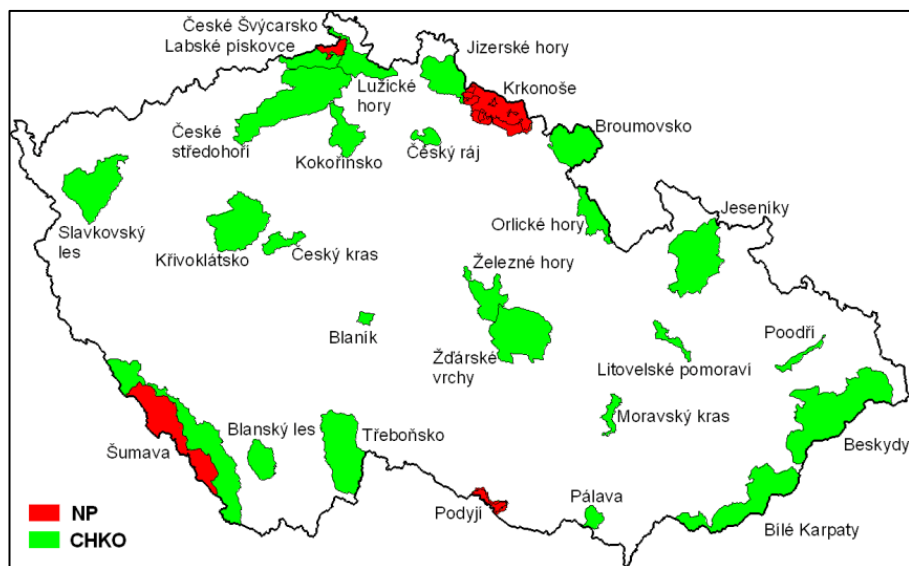 České Švýcarsko
Labské pískovce
Jizerské hory
Lužické
hory
Krkonoše
České
středohoří
Kokořínsko
Český ráj
Broumovsko
Slavkovský
les
Křivoklátsko
Český kras
Orlické hory
Jeseníky
Železné hory
Blaník
Žďárské
vrchy
Litovelské pomoraví
Poodří
Moravský kras
Šumava
Blanský les
Třeboňsko
Beskydy
Podyjí
Pálava
Bílé Karpaty
NP
CHKO